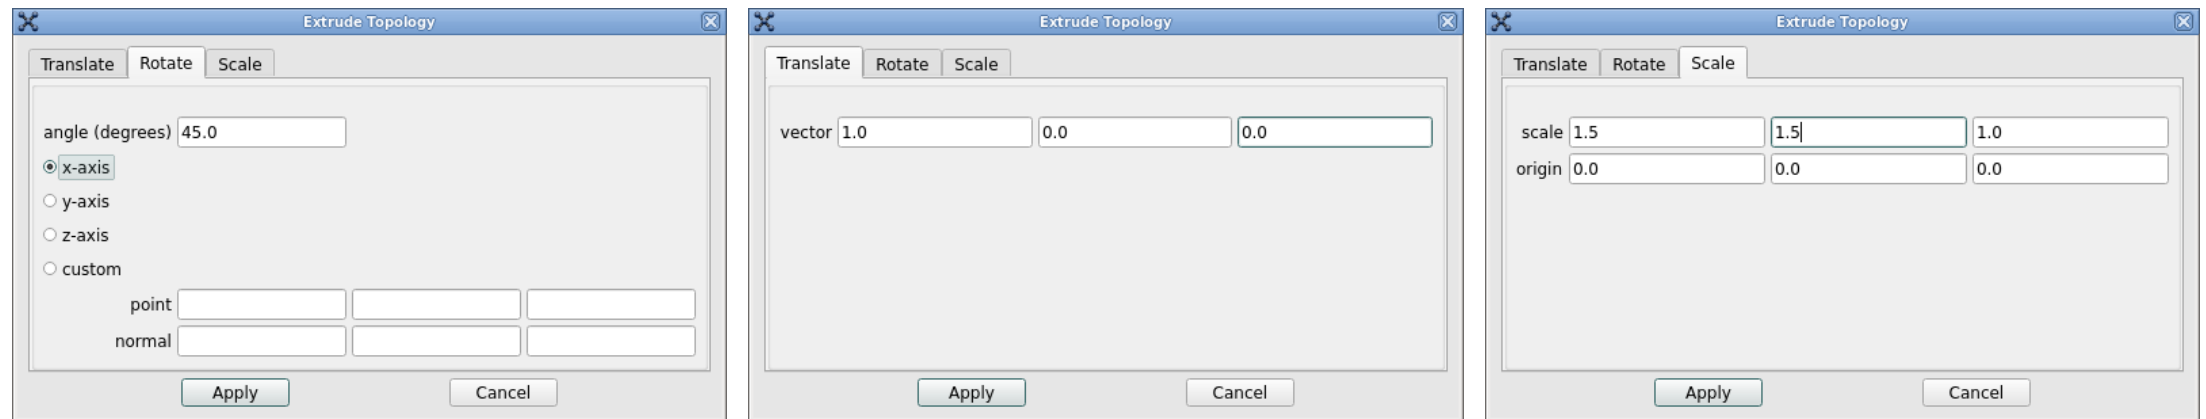 Extrude Topology
Translate Rotate Scale
angle (degrees) 45.0
x-axis
y-axis
z-axis
custom
point
normal
Apply Cancel
Extrude Topology
Translate Rotate Scale
vector 1.0 0.0 0.0
Apply Cancel
Extrude Topology
Translate Rotate Scale
scale 1.5 1.5 1.0
origin 0.0 0.0 0.0
Apply Cancel